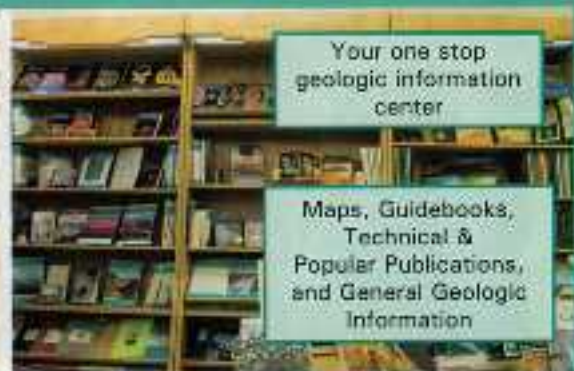 Your one stop
geologic information
center
Maps, Guidebooks,
Technical &
Popular Publications,
and General Geologic
Information